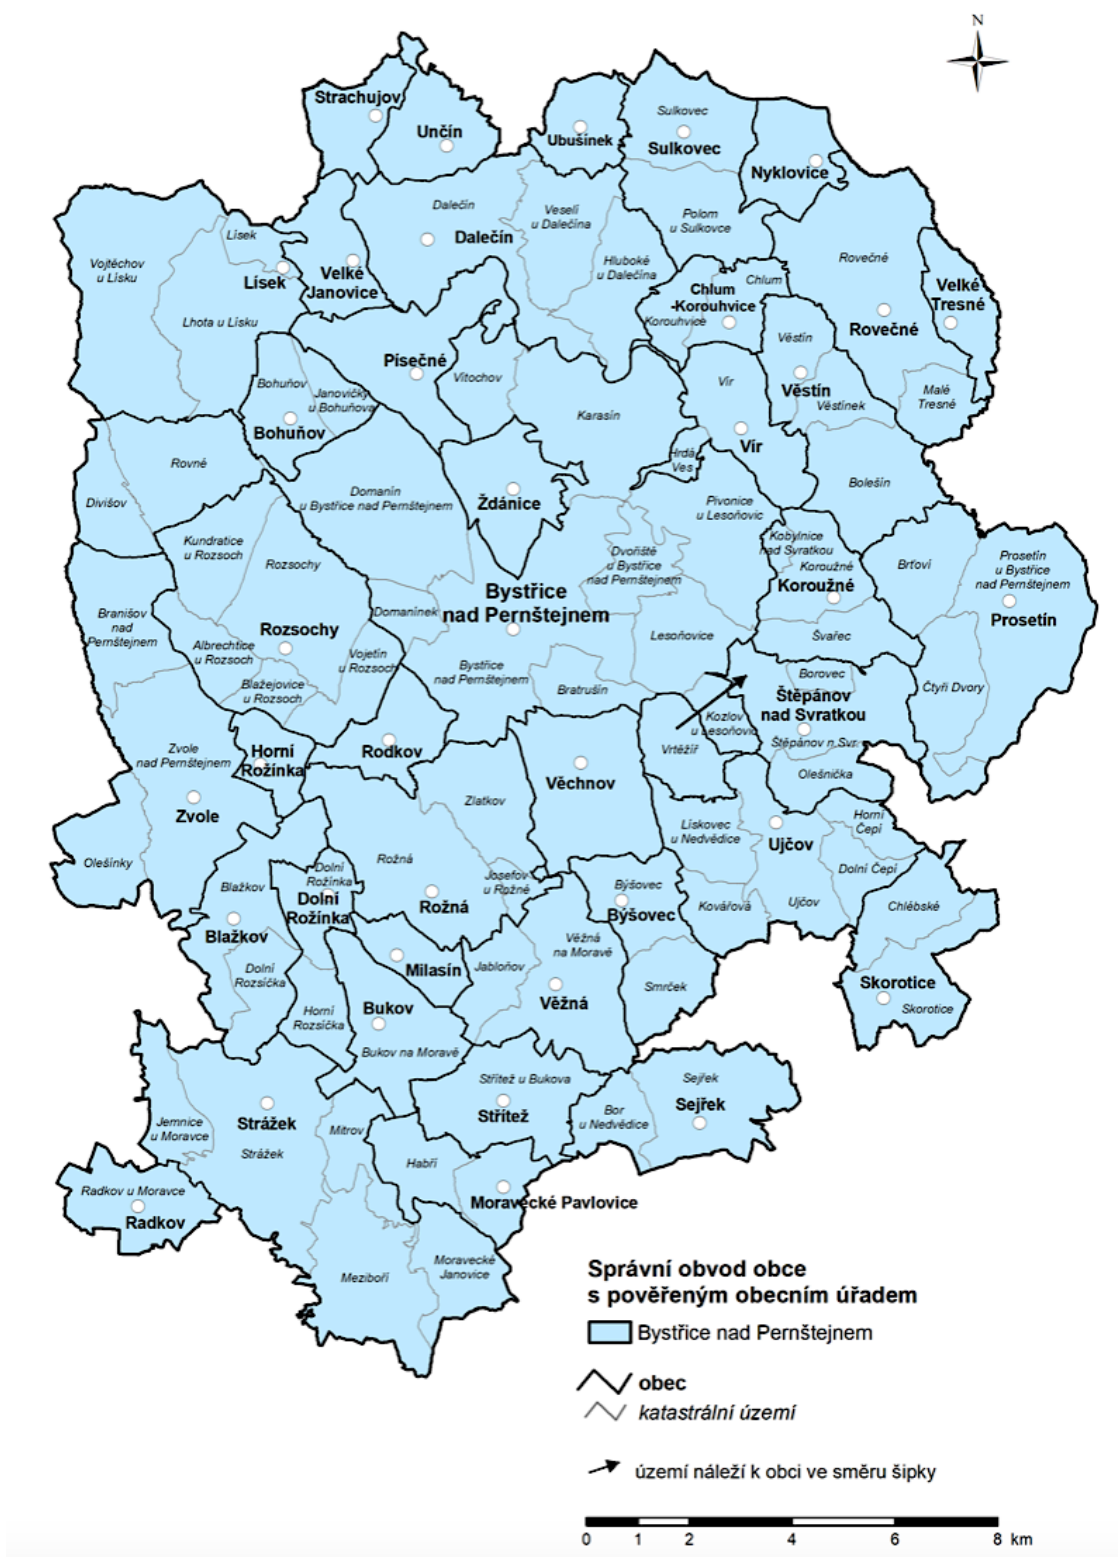 N
Strachujov
Unčín
Ubušínek
Sulkovec
Sulkovec
Nyklovice
Dalečín
Dalečín
Veselí
u Dalečína
Polom
u Sulkovce
Hluboké
u Dalečína
Rovečné
Rovečné
Velké
Tresné
Vojtěchov
u Lísku
Lísek
Lísek
Lhota u Lísku
Velké
Janovice
Chlum
-Korouhvice
Chlum
Korouhvice
Písečné
Vítochov
Věstín
Věstín
Věstínek
Malé
Tresné
Bohuňov
Janovičky
u Bohuňova
Bohuňov
Karasín
Vír
Vír
Hrdá
Ves
Rovné
Divišov
Domanín
u Bystřice nad Pernštejnem
Ždánice
Pivonice
u Lesoňovic
Bolešín
Kundratice
u Rozsoch
Rozsochy
Dvořiště
u Bystřice
nad Pernštejnem
Kobylnice
nad Svratkou
Koroužné
Koroužné
Brťoví
Prosetín
u Bystřice
nad Pernštejnem
Prosetín
Bystřice
nad Pernštejnem
Domanínek
Branišov
nad
Pernštejnem
Rozsochy
Albrechtice
u Rozsoch
Vojetín
u Rozsoch
Blažejovice
u Rozsoch
Lesoňovice
Švařec
Bystřice
nad Pernštejnem
Bratrušín
Borovec
Štěpánov
nad Svratkou
Štěpánov n.Svr.
Čtyři Dvory
Kozlov
u Lesoňovic
Vrtěžíř
Zvole
nad Pernštejnem
Horní
Rožínka
Rodkov
Věchnov
Olešnička
Zvole
Zlatkov
Olešínky
Lískovec
u Nedvědice
Ujčov
Horní
Čepí
Dolní Čepí
Rožná
Josefov
u Rožné
Rožná
Blažkov
Dolní
Rožínka
Dolní
Rožínka
Blažkov
Býšovec
Býšovec
Kovářová
Ujčov
Chlébské
Věžná
na Moravě
Milasín
Jabloňov
Dolní
Rozsíčka
Horní
Rozsíčka
Bukov
Bukov na Moravě
Věžná
Smrček
Skorotice
Skorotice
Střítež u Bukova
Střítež
Sejřek
Sejřek
Bor
u Nedvědice
Strážek
Strážek
Jemnice
u Moravce
Mitrov
Habří
Radkov u Moravce
Radkov
Moravecké Pavlovice
Moravecké
Janovice
Meziboří
Správní obvod obce
s pověřeným obecním úřadem
Bystřice nad Pernštejnem
obec
katastrální území
území náleží k obci ve směru šipky
0 1 2 4 6 8 km